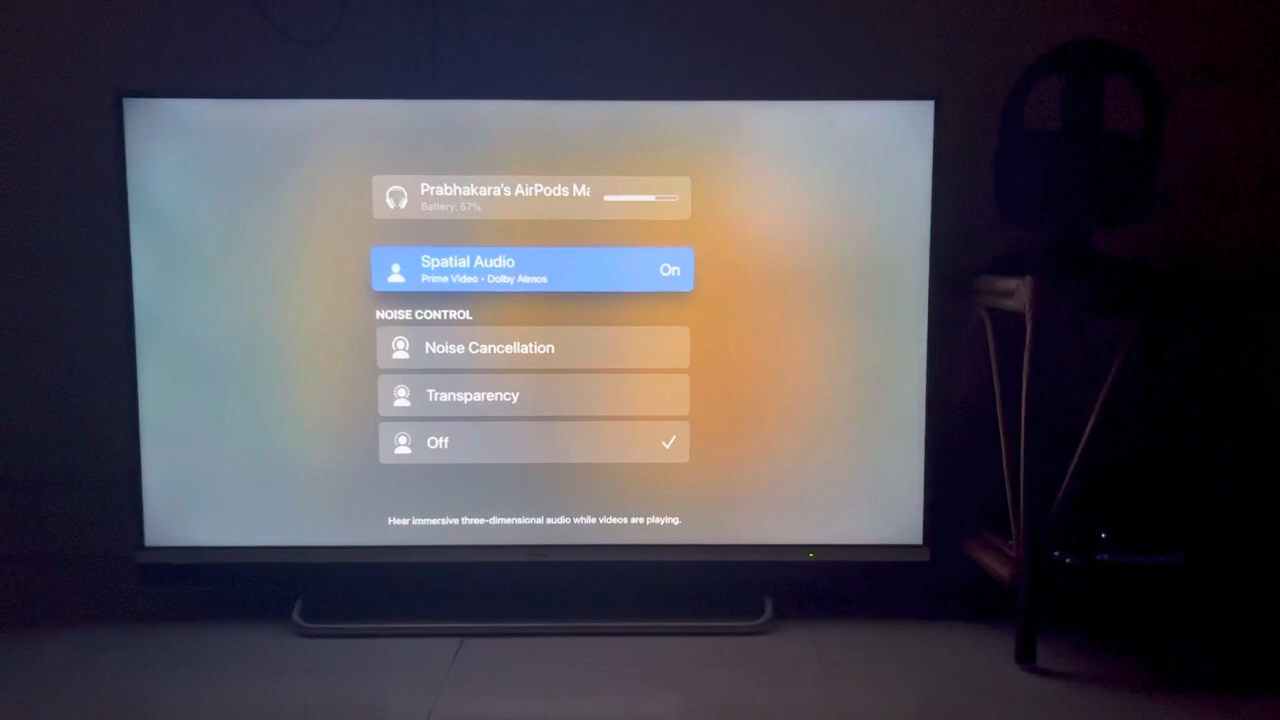 Prabhakara's AirPods Ma
Battery: 57%
Spatial Audio
On
Prime Video - Dolby Atmos
NOISE CONTROL
Noise Cancellation
Transparency
Off
Hear immersive three-dimensional audio while videos are playing.